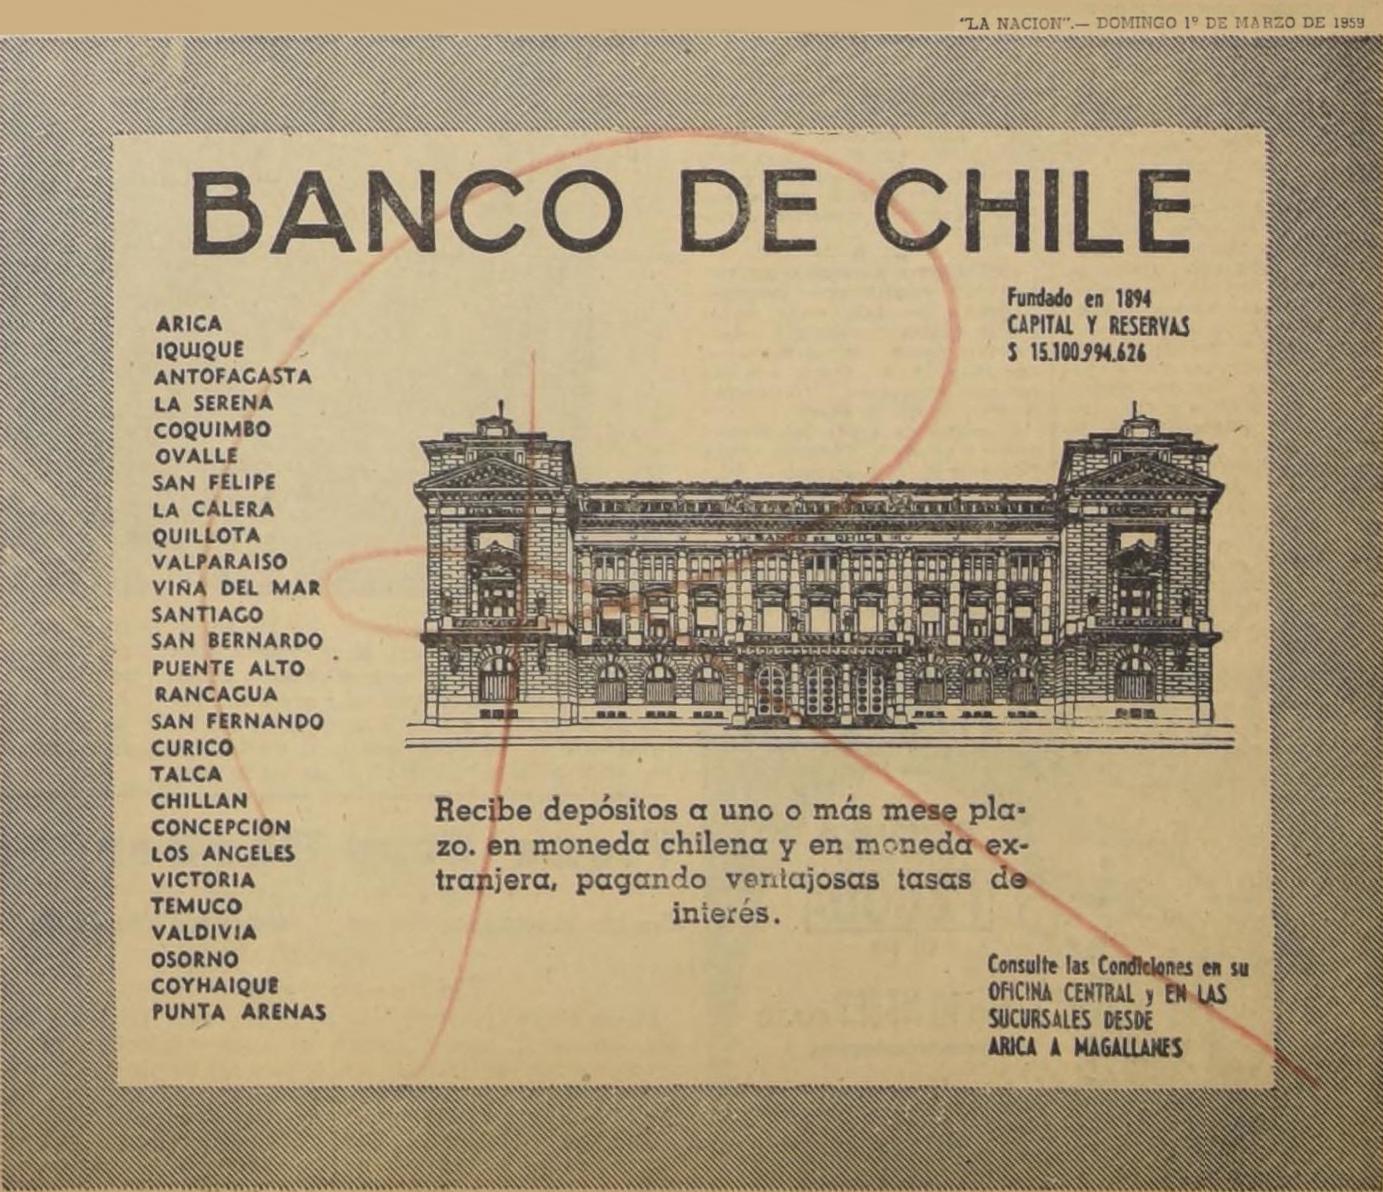 "LA NACION".— DOMINGO 1º DE MARZO DE 1959
BANCO DE CHILE
Fundado en 1894
CAPITAL Y RESERVAS
$ 15.100.994.626
ARICA
IQUIQUE
ANTOFAGASTA
LA SERENA
COQUIMBO
OVALLE
SAN FELIPE
LA CALERA
QUILLOTA
VALPARAISO
VIÑA DEL MAR
SANTIAGO
SAN BERNARDO
PUENTE ALTO
RANCAGUA
SAN FERNANDO
CURICO
TALCA
CHILLAN
CONCEPCION
LOS ANGELES
VICTORIA
TEMUCO
VALDIVIA
OSORNO
COYHAIQUE
PUNTA ARENAS
BANCO DE CHILE
Recibe depósitos a uno o más mese pla-
zo. en moneda chilena y en moneda ex-
tranjera, pagando ventajosas tasas de
interés.
Consulte las Condiciones en su
OFICINA CENTRAL y EN LAS
SUCURSALES DESDE
ARICA A MAGALLANES